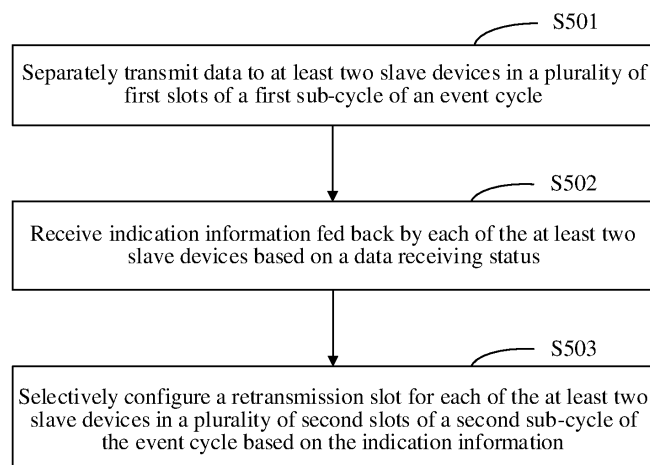 S501
Separately transmit data to at least two slave devices in a plurality of
first slots of a first sub-cycle of an event cycle
S502
Receive indication information fed back by each of the at least two
slave devices based on a data receiving status
S503
Selectively configure a retransmission slot for each of the at least two
slave devices in a plurality of second slots of a second sub-cycle of
the event cycle based on the indication information